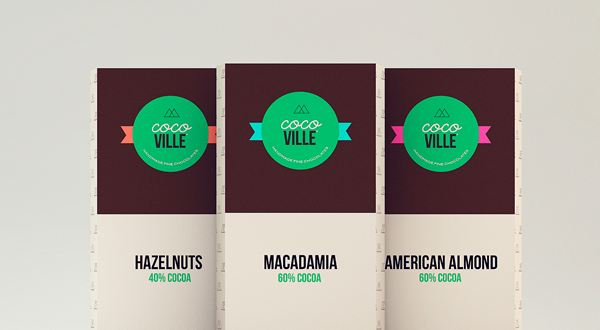 coco
VILLE
HANDMADE FINE CHOCOLATES
HAZELNUTS
40% COCOA
coco
VILLE
HANDMADE FINE CHOCOLATES
MACADAMIA
60% COCOA
coco
VILLE
HANDMADE FINE CHOCOLATES
AMERICAN ALMOND
60% COCOA